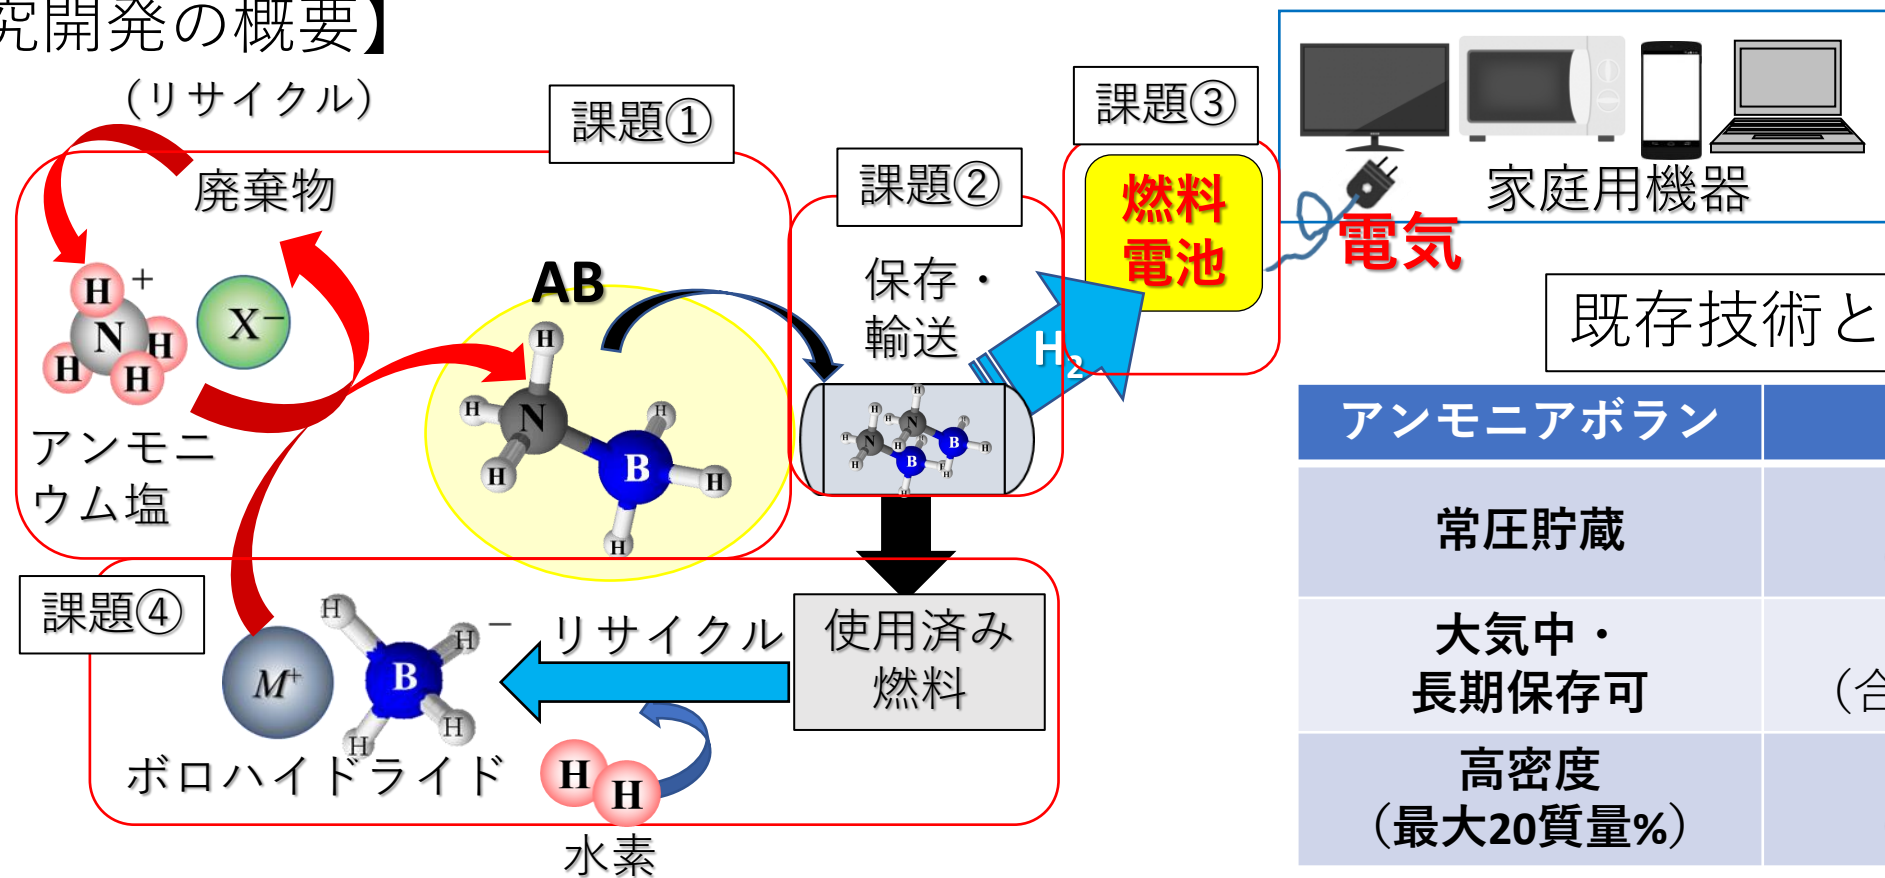 究開発の概要】
（リサイクル）
課題①
廃棄物
H
+
N
H
H
H
X−
アンモニ
ウム塩
AB
H
H
N
H
B
H
H
H
課題②
保存・
輸送
H₂
H
H
N
H
N
H
H
B
H
B
H
H
H
課題③
燃料
電池
電気
家庭用機器
使用済み
燃料
リサイクル
課題④
M⁺
H
H
−
B
H
H
ボロハイドライド
H
H
水素
既存技術と
アンモニアボラン
常圧貯蔵
大気中・
長期保存可
（合
高密度
（最大20質量%）